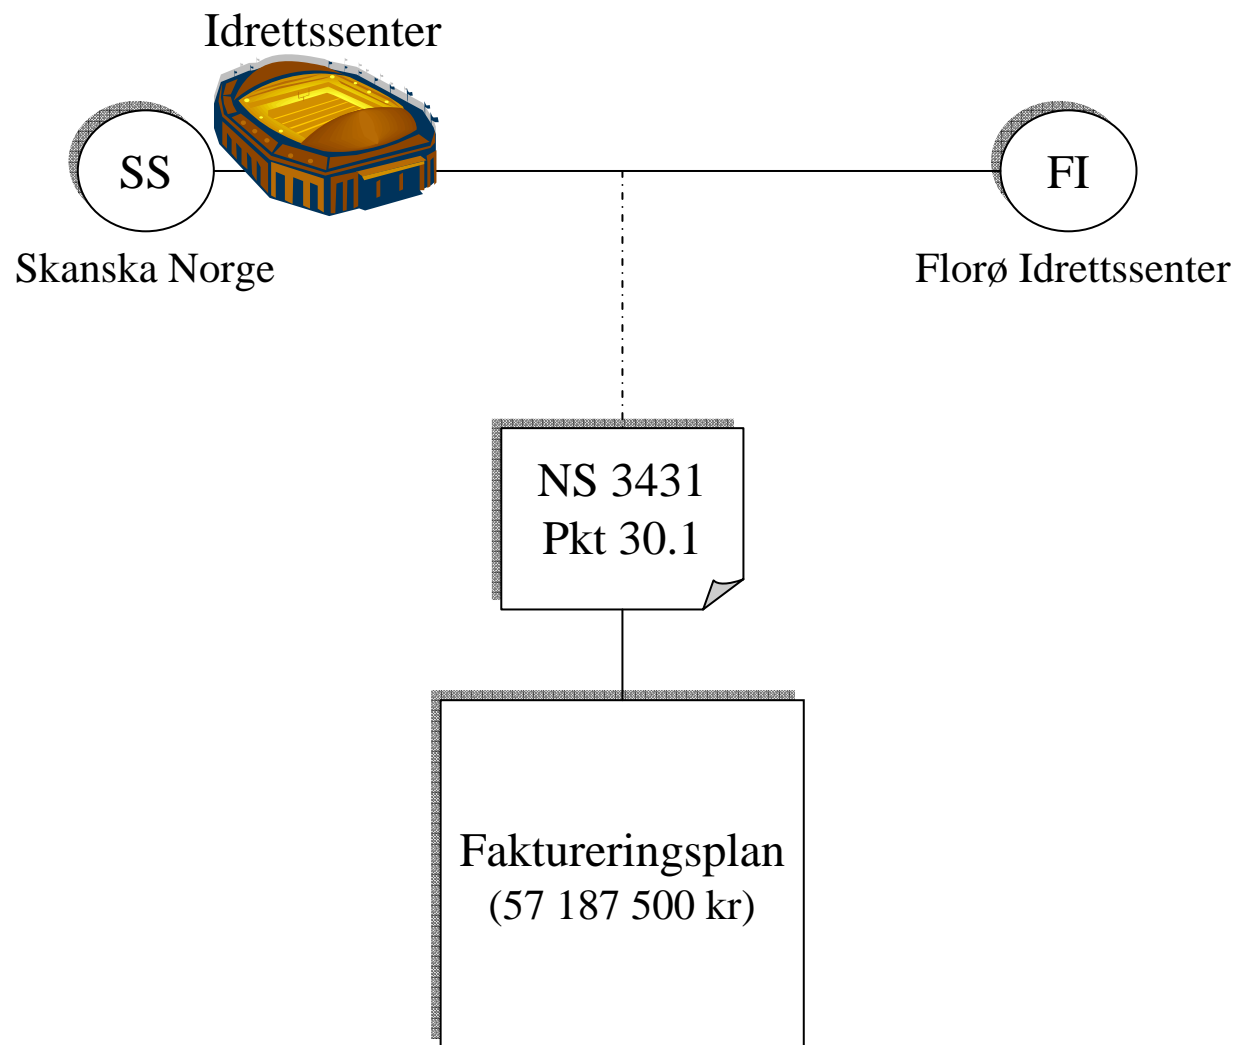 Idrettssenter
SS
FI
Skanska Norge
Florø Idrettssenter
NS 3431
Pkt 30.1
Faktureringsplan
(57 187 500 kr)